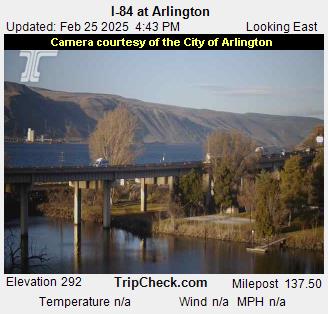 I-84 at Arlington
Updated: Feb 25 2025 4:43 PM Looking East
Camera courtesy of the City of Arlington
Elevation 292 TripCheck.com Milepost 137.50
Temperature n/a Wind n/a MPH n/a